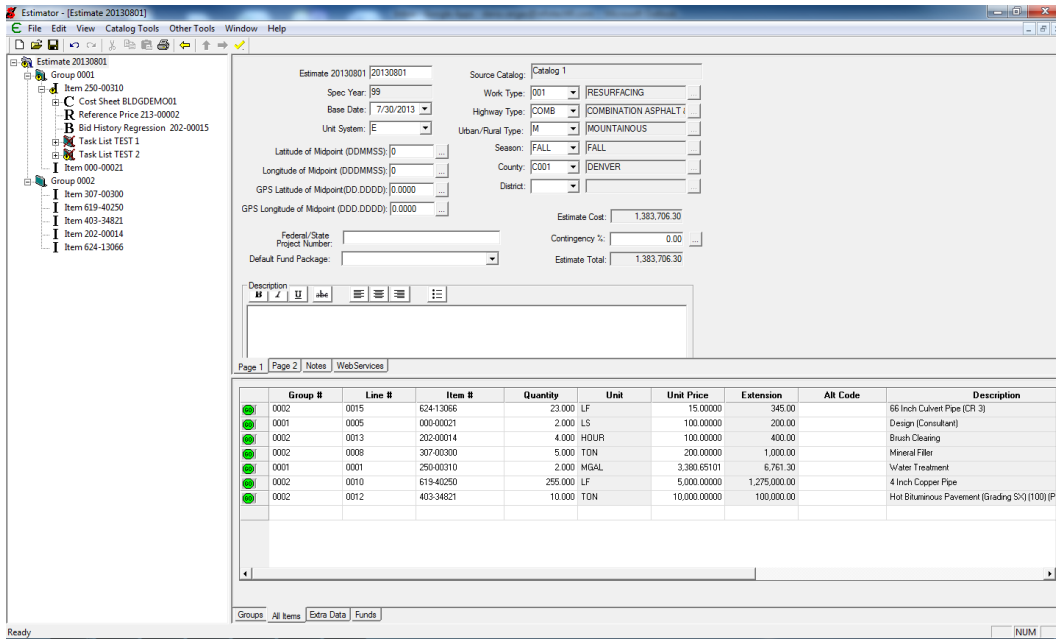 Estimator - [Estimate 20130801]
File Edit View Catalog Tools Other Tools Window Help
Estimate 20130801
Group 0001
Item 250-00310
C Cost Sheet BLDGDEMO01
R Reference Price 213-00002
B Bid History Regression 202-00015
Task List TEST 1
Task List TEST 2
I Item 000-00021
Group 0002
I Item 307-00300
I Item 619-40250
I Item 403-34821
I Item 202-00014
I Item 624-13066
Estimate 20130801 20130801
Spec Year: 99
Base Date: 7/30/2013
Unit System: E
Latitude of Midpoint (DDMMSS): 0 ...
Longitude of Midpoint (DDDMMSS): 0 ...
GPS Latitude of Midpoint(DD.DDDD): 0.0000 ...
GPS Longitude of Midpoint (DDD.DDDD): 0.0000 ...
Federal/State
Project Number:
Default Fund Package:
Source Catalog: Catalog 1
Work Type: 001 RESURFACING ...
Highway Type: COMB COMBINATION ASPHALT ...
Urban/Rural Type: M MOUNTAINOUS ...
Season: FALL FALL ...
County: C001 DENVER ...
District: ...
Estimate Cost: 1,383,706.30
Contingency %: 0.00 ...
Estimate Total: 1,383,706.30
Description
B I U abc
Page 1 Page 2 Notes WebServices
Group # Line # Item # Quantity Unit Unit Price Extension Alt Code Description
GO 0002 0015 624-13066 23.000 LF 15.00000 345.00 66 Inch Culvert Pipe (CR 3)
GO 0001 0005 000-00021 2.000 LS 100.00000 200.00 Design (Consultant)
GO 0002 0013 202-00014 4.000 HOUR 100.00000 400.00 Brush Clearing
GO 0002 0008 307-00300 5.000 TON 200.00000 1,000.00 Mineral Filler
GO 0001 0001 250-00310 2.000 MGAL 3,380.65101 6,761.30 Water Treatment
GO 0002 0010 619-40250 255.000 LF 5,000.00000 1,275,000.00 4 Inch Copper Pipe
GO 0002 0012 403-34821 10.000 TON 10,000.00000 100,000.00 Hot Bituminous Pavement (Grading SX) (100) (P
Groups All Items Extra Data Funds
Ready NUM